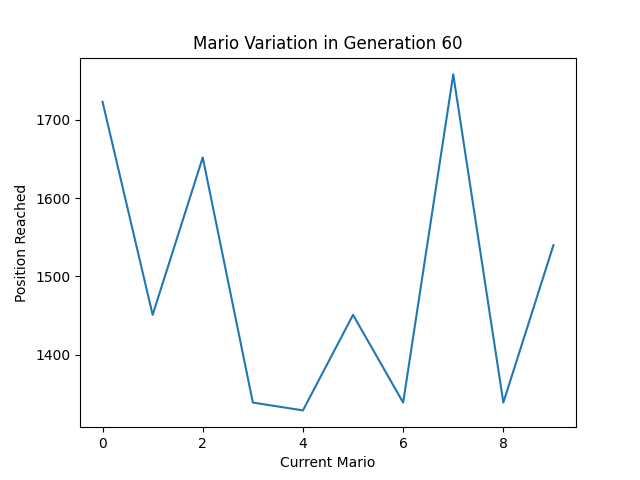 Mario Variation in Generation 60
Position Reached
1700
1600
1500
1400
0 2 4 6 8
Current Mario